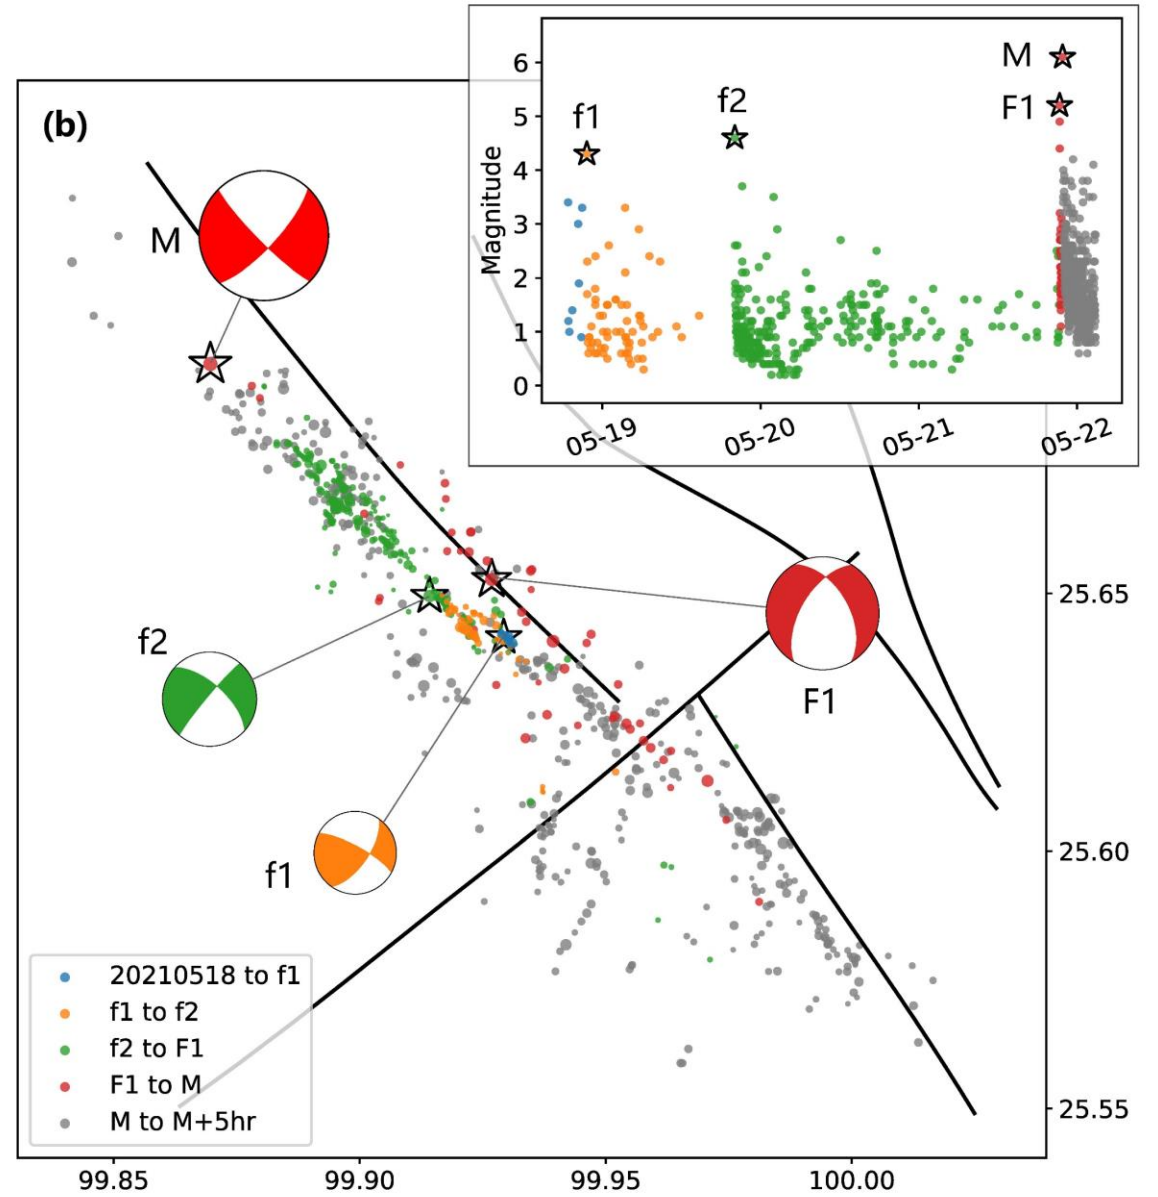 (b)
M
f2
f1
F1
Magnitude
6
5
4
3
2
1
0
05-19
05-20
05-21
05-22
f1
f2
M
F1
25.65
25.60
25.55
99.85
99.90
99.95
100.00
20210518 to f1
f1 to f2
f2 to F1
F1 to M
M to M+5hr